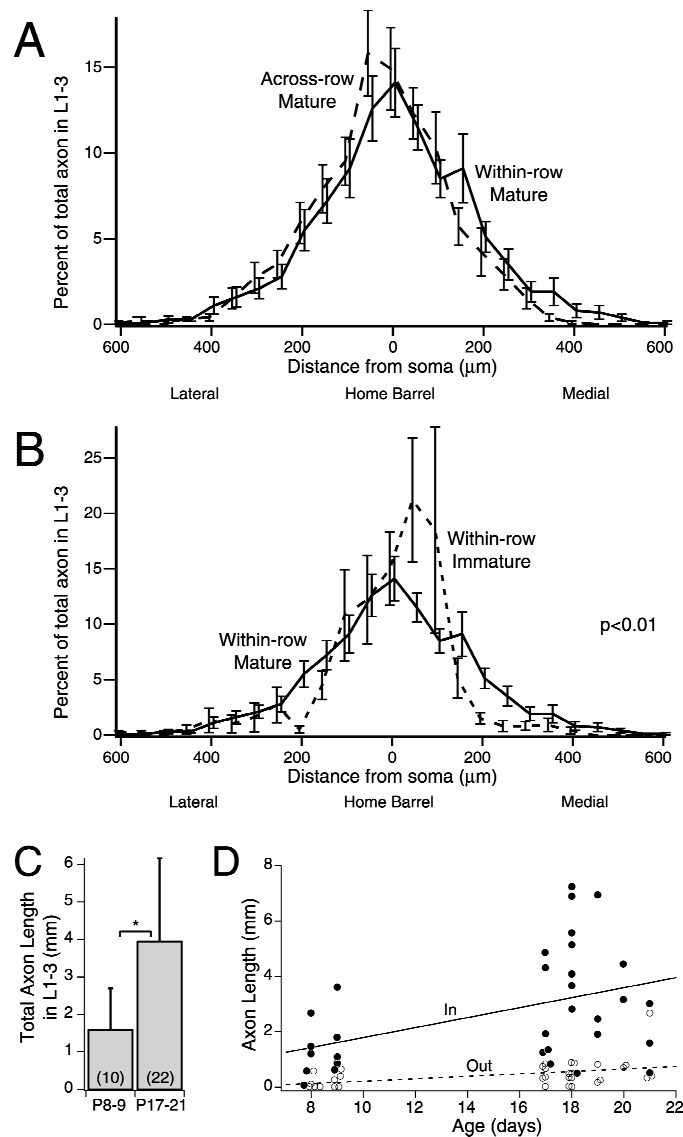 A
Percent of total axon in L1-3
15
10
5
0
Across-row
Mature
Within-row
Mature
600 400 200 0 200 400 600
Distance from soma (μm)
Lateral Home Barrel Medial
B
Percent of total axon in L1-3
25
20
15
10
5
0
Within-row
Immature
Within-row
Mature
p<0.01
600 400 200 0 200 400 600
Distance from soma (μm)
Lateral Home Barrel Medial
C
Total Axon Length
in L1-3 (mm)
6
5
4
3
2
1
0
*
(10) (22)
P8-9 P17-21
D
Axon Length (mm)
8
6
4
2
0
In
Out
8 10 12 14 16 18 20 22
Age (days)